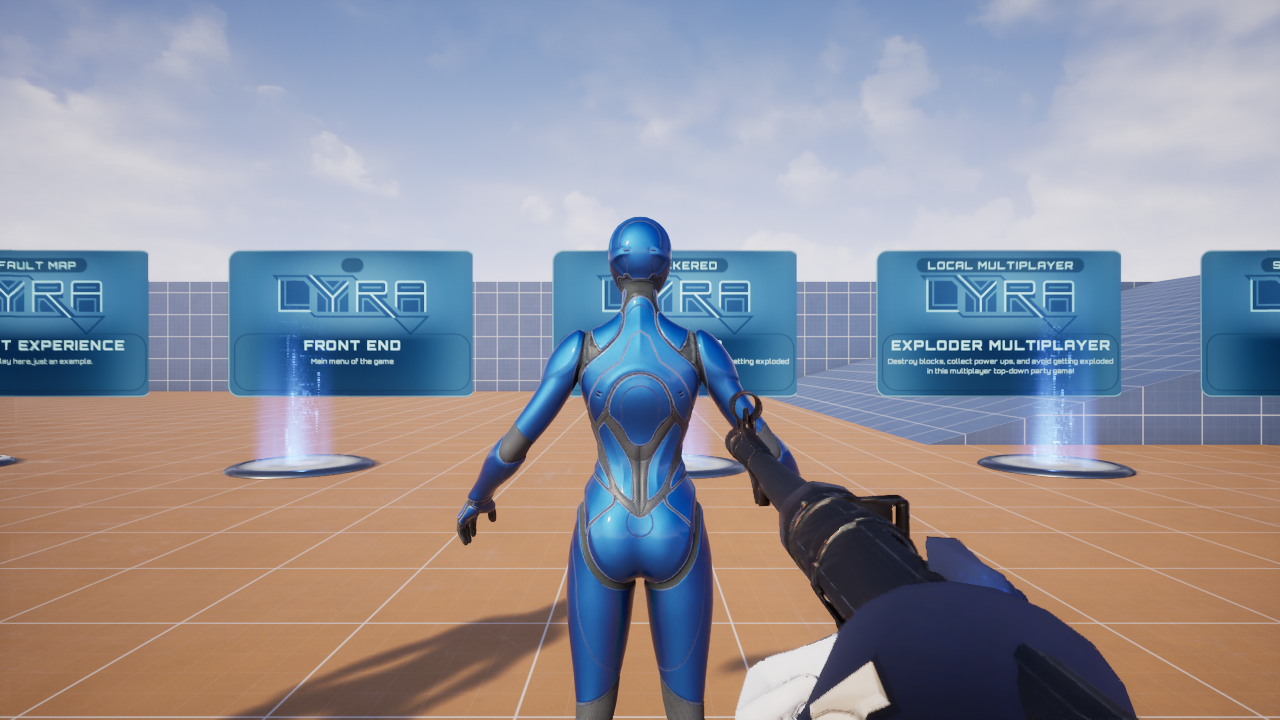 FAULT MAP
YRA
T EXPERIENCE
lay here, just an example.
LYRA
FRONT END
Main menu of the game
KERED
LYRA
etting exploded
LOCAL MULTIPLAYER
LYRA
EXPLODER MULTIPLAYER
Destroy blocks, collect power ups, and avoid getting exploded
in this multiplayer top-down party game!
S
L